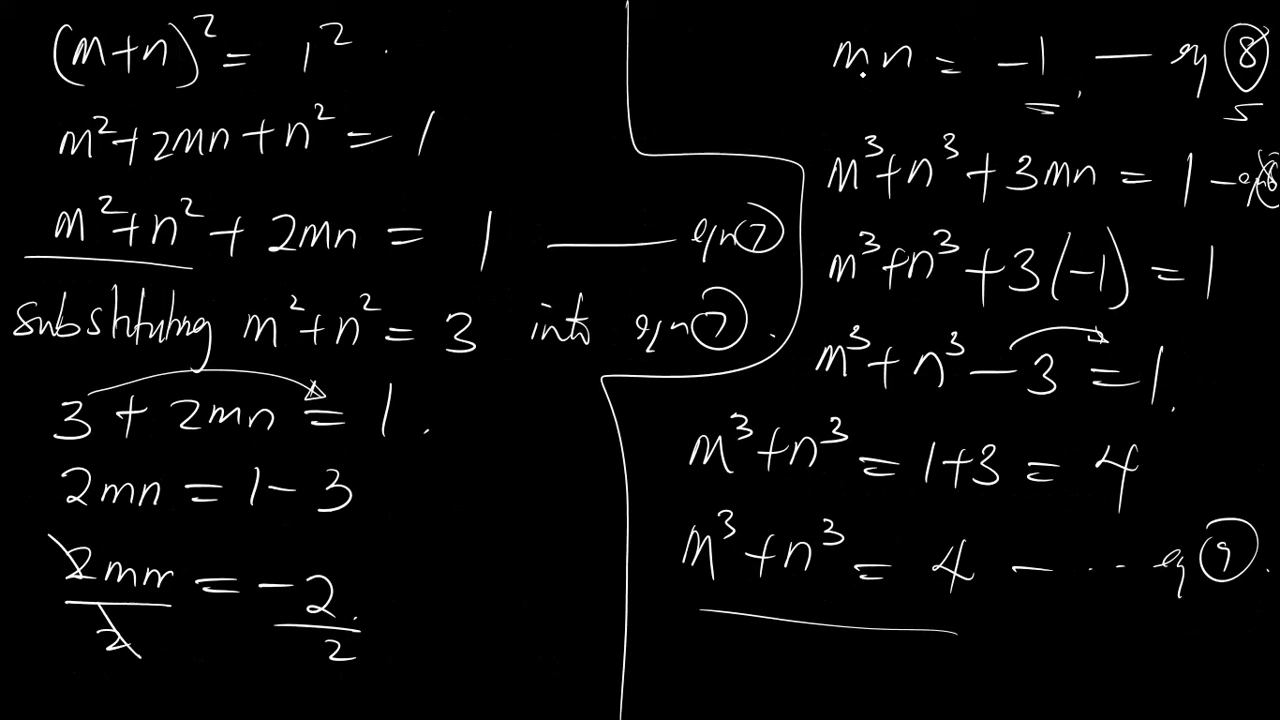 (m+n)² = 1²
m²+2mn+n² = 1
m²+n² + 2mn = 1 —— eqn 7
substituting m²+n² = 3 into eqn 7.
3 + 2mn = 1.
2mn = 1 - 3
2mn/2 = -2/2
mn = -1, — eq 8
5
m³+n³ + 3mn = 1 –
m³+n³ + 3(-1) = 1
m³+n³ - 3 = 1.
m³+n³ = 1+3 = 4
m³+n³ = 4 - -- eq 9.